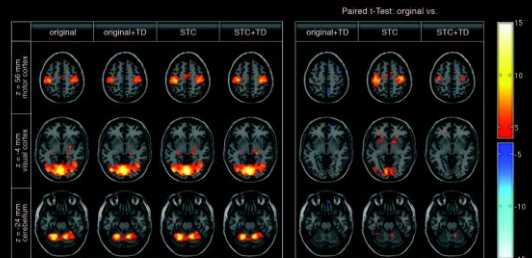 Paired t-Test: orginal vs.
original
original+TD
STC
STC+TD
original+TD
STC
STC+TD
z = 56 mm
motor cortex
z = -4 mm
visual cortex
z = -24 mm
cerebellum
15
10
5
-5
-10
-15